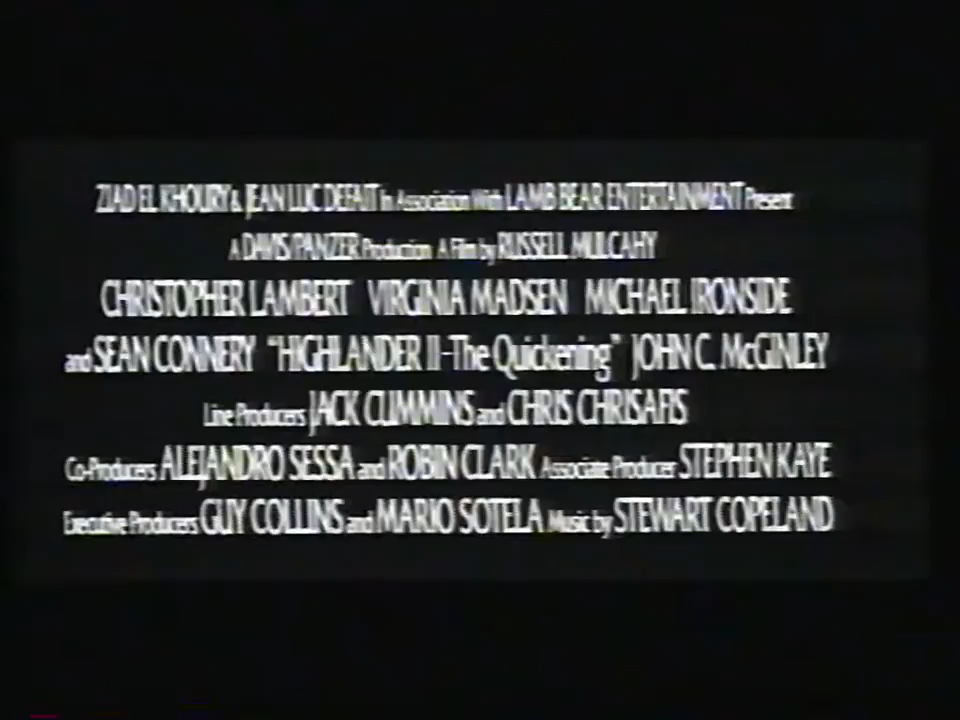 ZIAD EL KHOURY & JEAN LUC DEFAIT In Association With LAMB BEAR ENTERTAINMENT Present
A DAVIS/PANZER Production A Film by RUSSELL MULCAHY
CHRISTOPHER LAMBERT VIRGINIA MADSEN MICHAEL IRONSIDE
and SEAN CONNERY "HIGHLANDER II-The Quickening" JOHN C. McGINLEY
Line Producers JACK CUMMINS and CHRIS CHRISAFIS
Co-Producers ALEJANDRO SESSA and ROBIN CLARK Associate Producer STEPHEN KAYE
Executive Producers GUY COLLINS and MARIO SOTELA Music by STEWART COPELAND